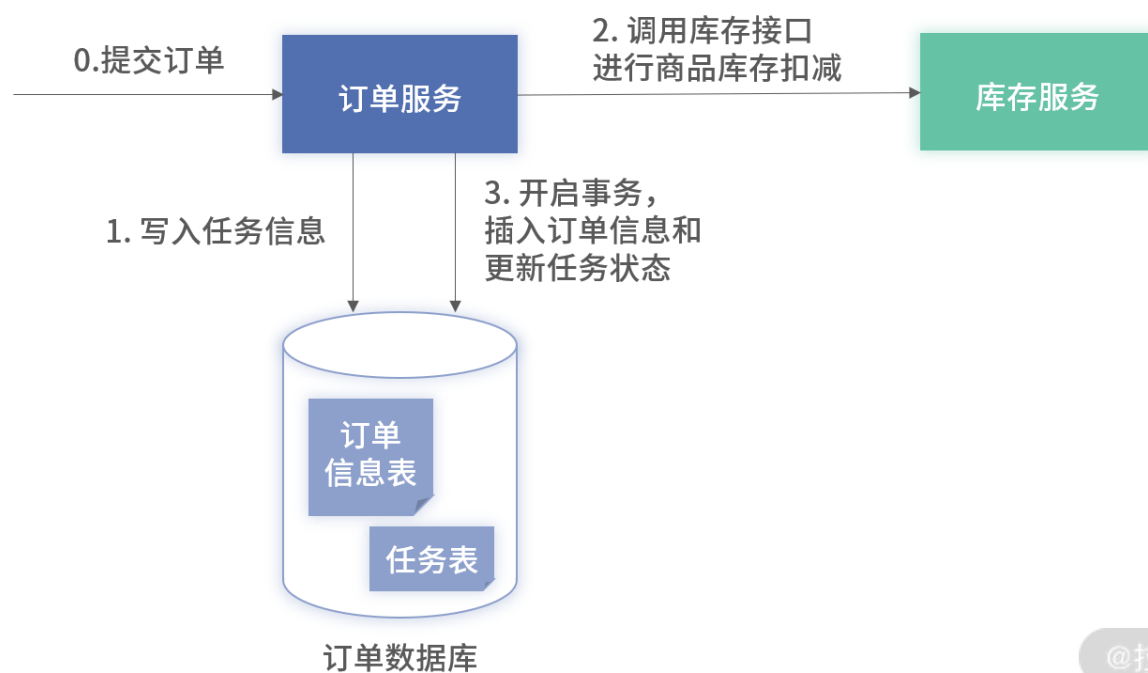 0.提交订单
订单服务
2. 调用库存接口
进行商品库存扣减
库存服务
1. 写入任务信息
3. 开启事务，
插入订单信息和
更新任务状态
订单
信息表
任务表
订单数据库